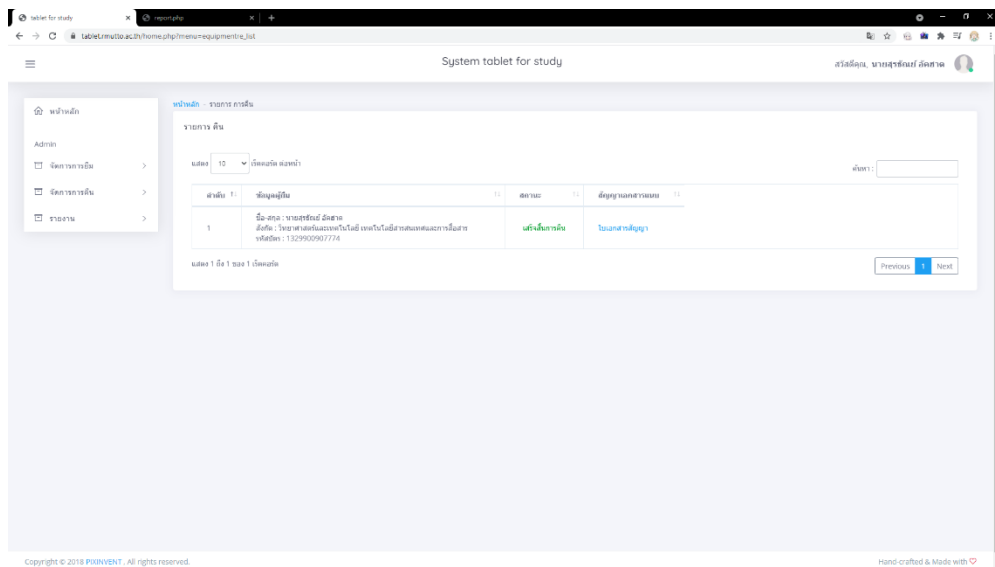 tablet for study
report.php
tablet.rmutto.ac.th/home.php?menu=equipmentre_list
System tablet for study
สวัสดีคุณ, นายสุรซัณย์ อัคฮาด
หน้าหลัก
Admin
จัดการการยืม
จัดการการคืน
รายงาน
หน้าหลัก - รายการ การคืน
รายการ คืน
แสดง 10 เร็คคอร์ด ต่อหน้า
ค้นหา :
ลำดับ ข้อมูลผู้ยืม สถานะ สัญญาเอกสารแนบ
ชื่อ-สกุล : นายสุรซัณย์ อัคฮาด
1 สังกัด : วิทยาศาสตร์และเทคโนโลยี เทคโนโลยีสารสนเทศและการสื่อสาร เสร็จสิ้นการคืน ใบเอกสารสัญญา
รหัสบัตร : 1329900907774
แสดง 1 ถึง 1 ของ 1 เร็คคอร์ด
Previous 1 Next
Copyright © 2018 PIXINVENT . All rights reserved.
Hand-crafted & Made with